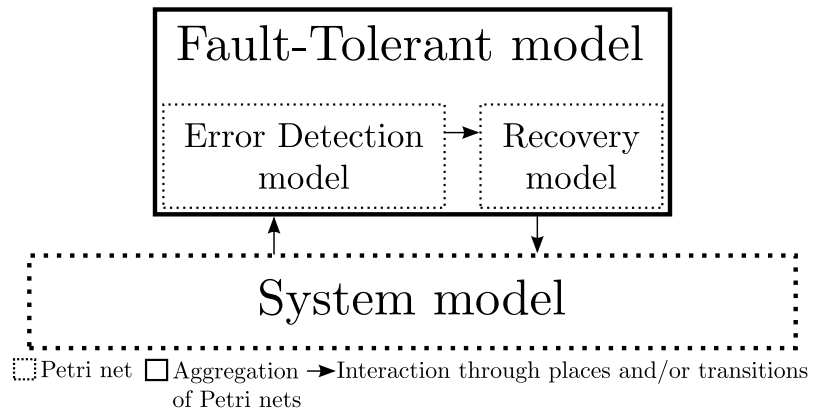 Fault-Tolerant model
Error Detection
model
Recovery
model
System model
Petri net
Aggregation
of Petri nets
Interaction through places and/or transitions